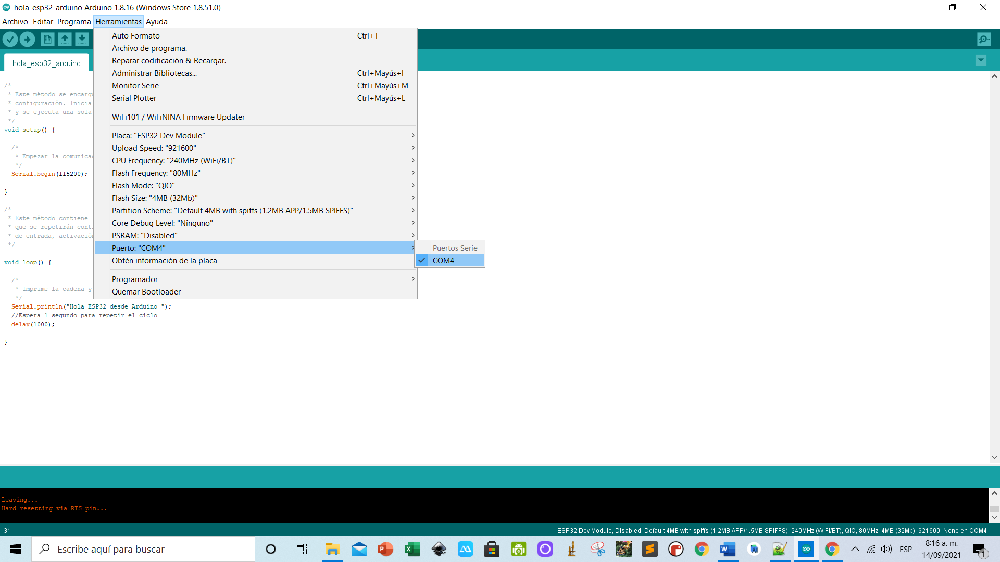 hola_esp32_arduino Arduino 1.8.16 (Windows Store 1.8.51.0)
Archivo Editar Programa Herramientas Ayuda
hola_esp32_arduino
Auto Formato Ctrl+T
Archivo de programa.
Reparar codificación & Recargar.
Administrar Bibliotecas... Ctrl+Mayús+I
Monitor Serie Ctrl+Mayús+M
Serial Plotter Ctrl+Mayús+L
WiFi101 / WiFiNINA Firmware Updater
Placa: "ESP32 Dev Module"
Upload Speed: "921600"
CPU Frequency: "240MHz (WiFi/BT)"
Flash Frequency: "80MHz"
Flash Mode: "QIO"
Flash Size: "4MB (32Mb)"
Partition Scheme: "Default 4MB with spiffs (1.2MB APP/1.5MB SPIFFS)"
Core Debug Level: "Ninguno"
PSRAM: "Disabled"
Puerto: "COM4"
Obtén información de la placa
Programador
Quemar Bootloader
Puertos Serie
COM4
/*
* Este método se encarga
* configuración. Inicial
* y se ejecuta una sola
*/
void setup() {
/*
* Empezar la comunicac
*/
Serial.begin(115200);
}
/*
* Este método contiene l
* que se repetirán conti
* de entrada, activación
*/
void loop() {
/*
* Imprime la cadena y
*/
Serial.println("Hola ESP32 desde Arduino ");
//Espera 1 segundo para repetir el ciclo
delay(1000);
}
Leaving...
Hard resetting via RTS pin...
31 ESP32 Dev Module, Disabled, Default 4MB with spiffs (1.2MB APP/1.5MB SPIFFS), 240MHz (WiFi/BT), QIO, 80MHz, 4MB (32Mb), 921600, None en COM4
Escribe aquí para buscar
ESP
8:16 a. m.
14/09/2021
1